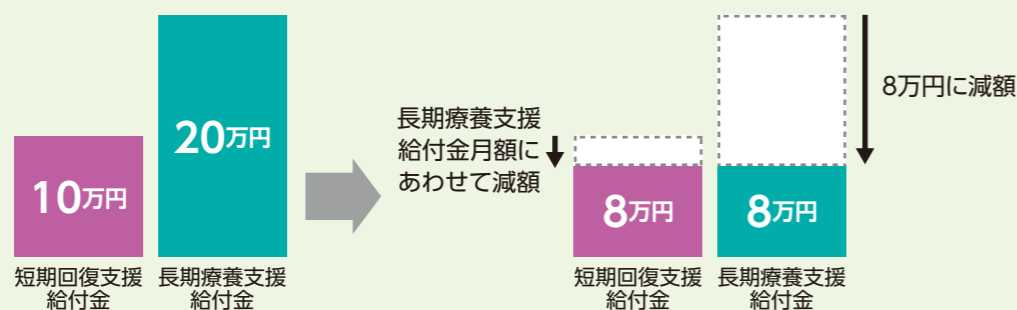 10万円
短期回復支援
給付金
20万円
長期療養支援
給付金
長期療養支援
給付金月額に
あわせて減額
8万円
短期回復支援
給付金
8万円
長期療養支援
給付金
8万円に減額